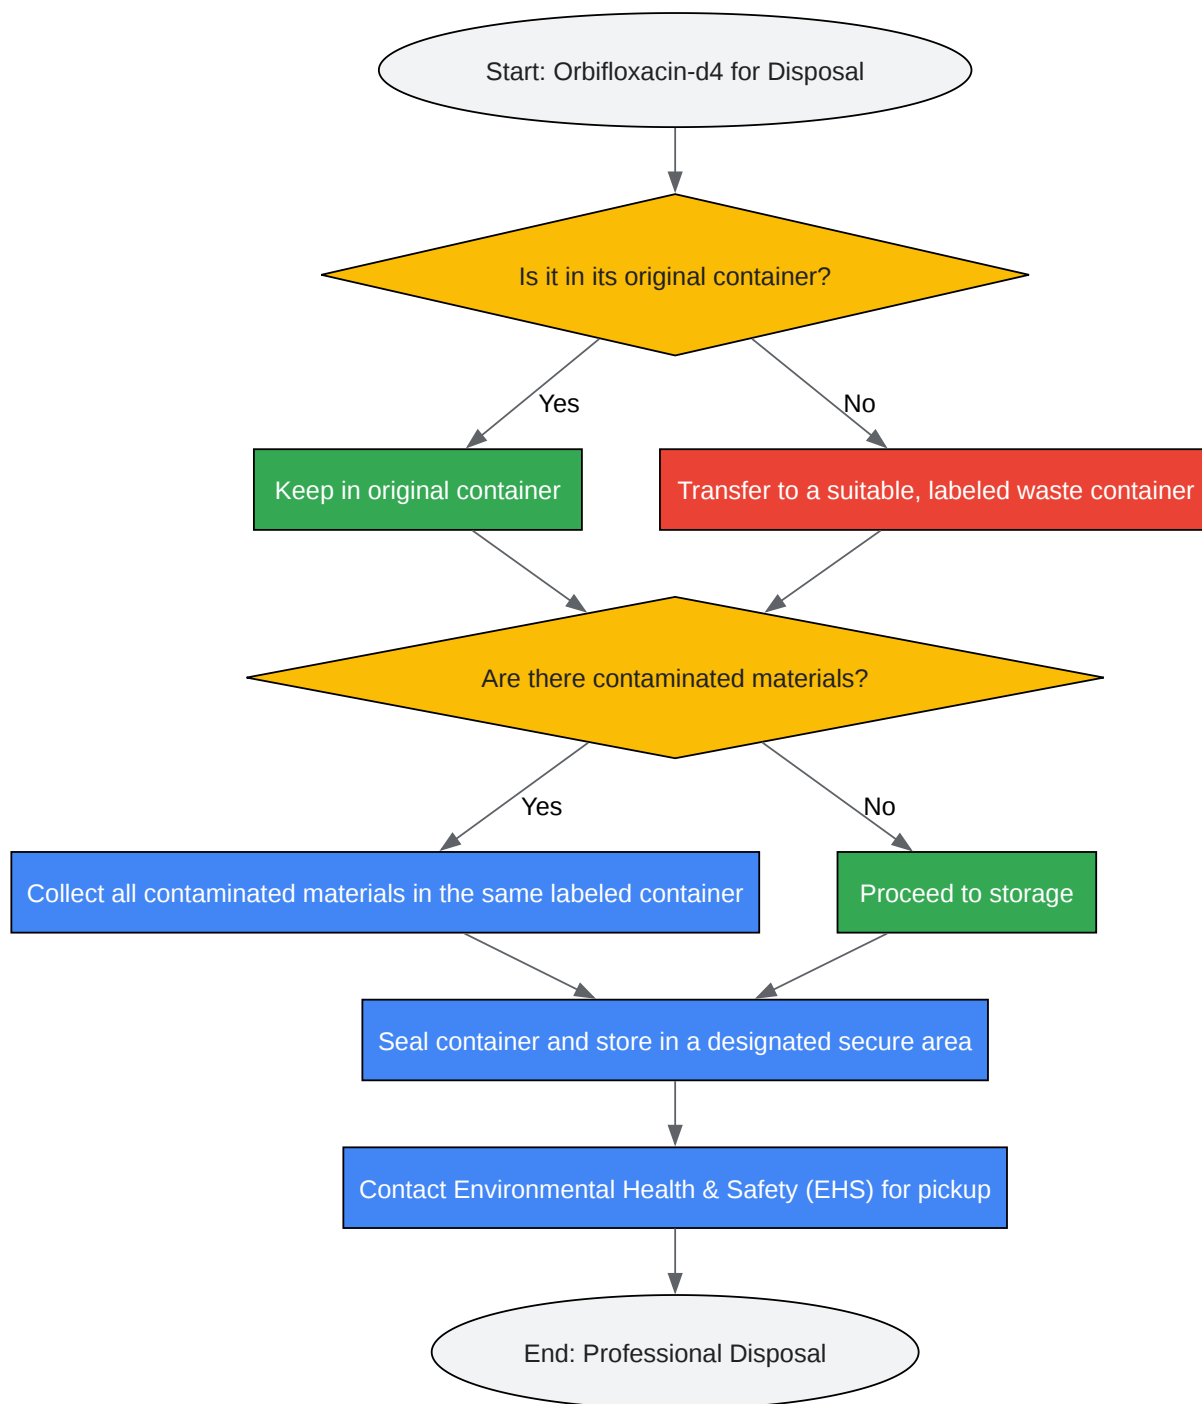 Start: Orbifloxacin-d4 for Disposal
Is it in its original container?
Yes
No
Keep in original container
Transfer to a suitable, labeled waste container
Are there contaminated materials?
Yes
No
Collect all contaminated materials in the same labeled container
Proceed to storage
Seal container and store in a designated secure area
Contact Environmental Health & Safety (EHS) for pickup
End: Professional Disposal